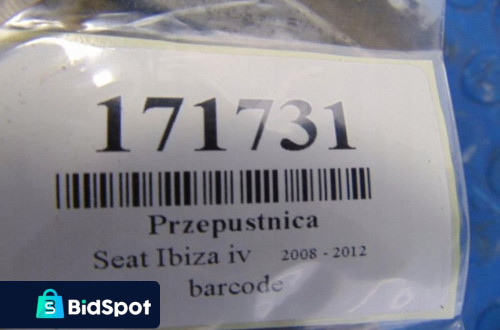 171731
Przepustnica
Seat Ibiza iv 2008 - 2012
barcode
BidSpot